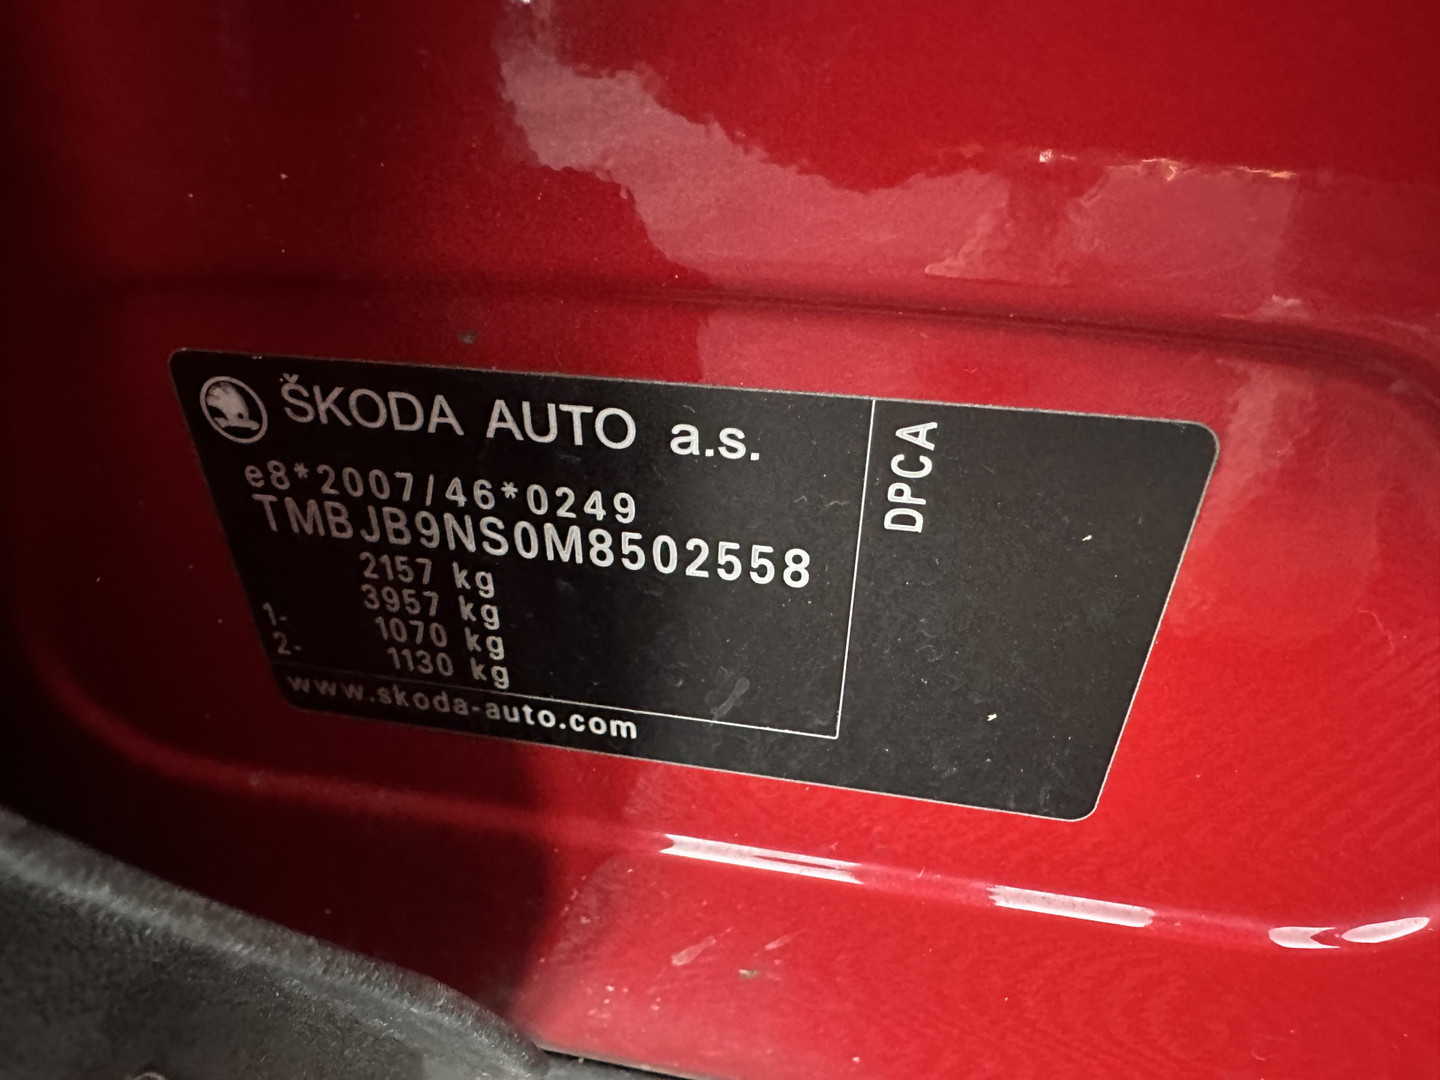 ŠKODA AUTO a.s.
e8*2007/46*0249
TMBJB9NS0M8502558
2157 kg
3957 kg
1- 1070 kg
2- 1130 kg
www.skoda-auto.com
DPCA